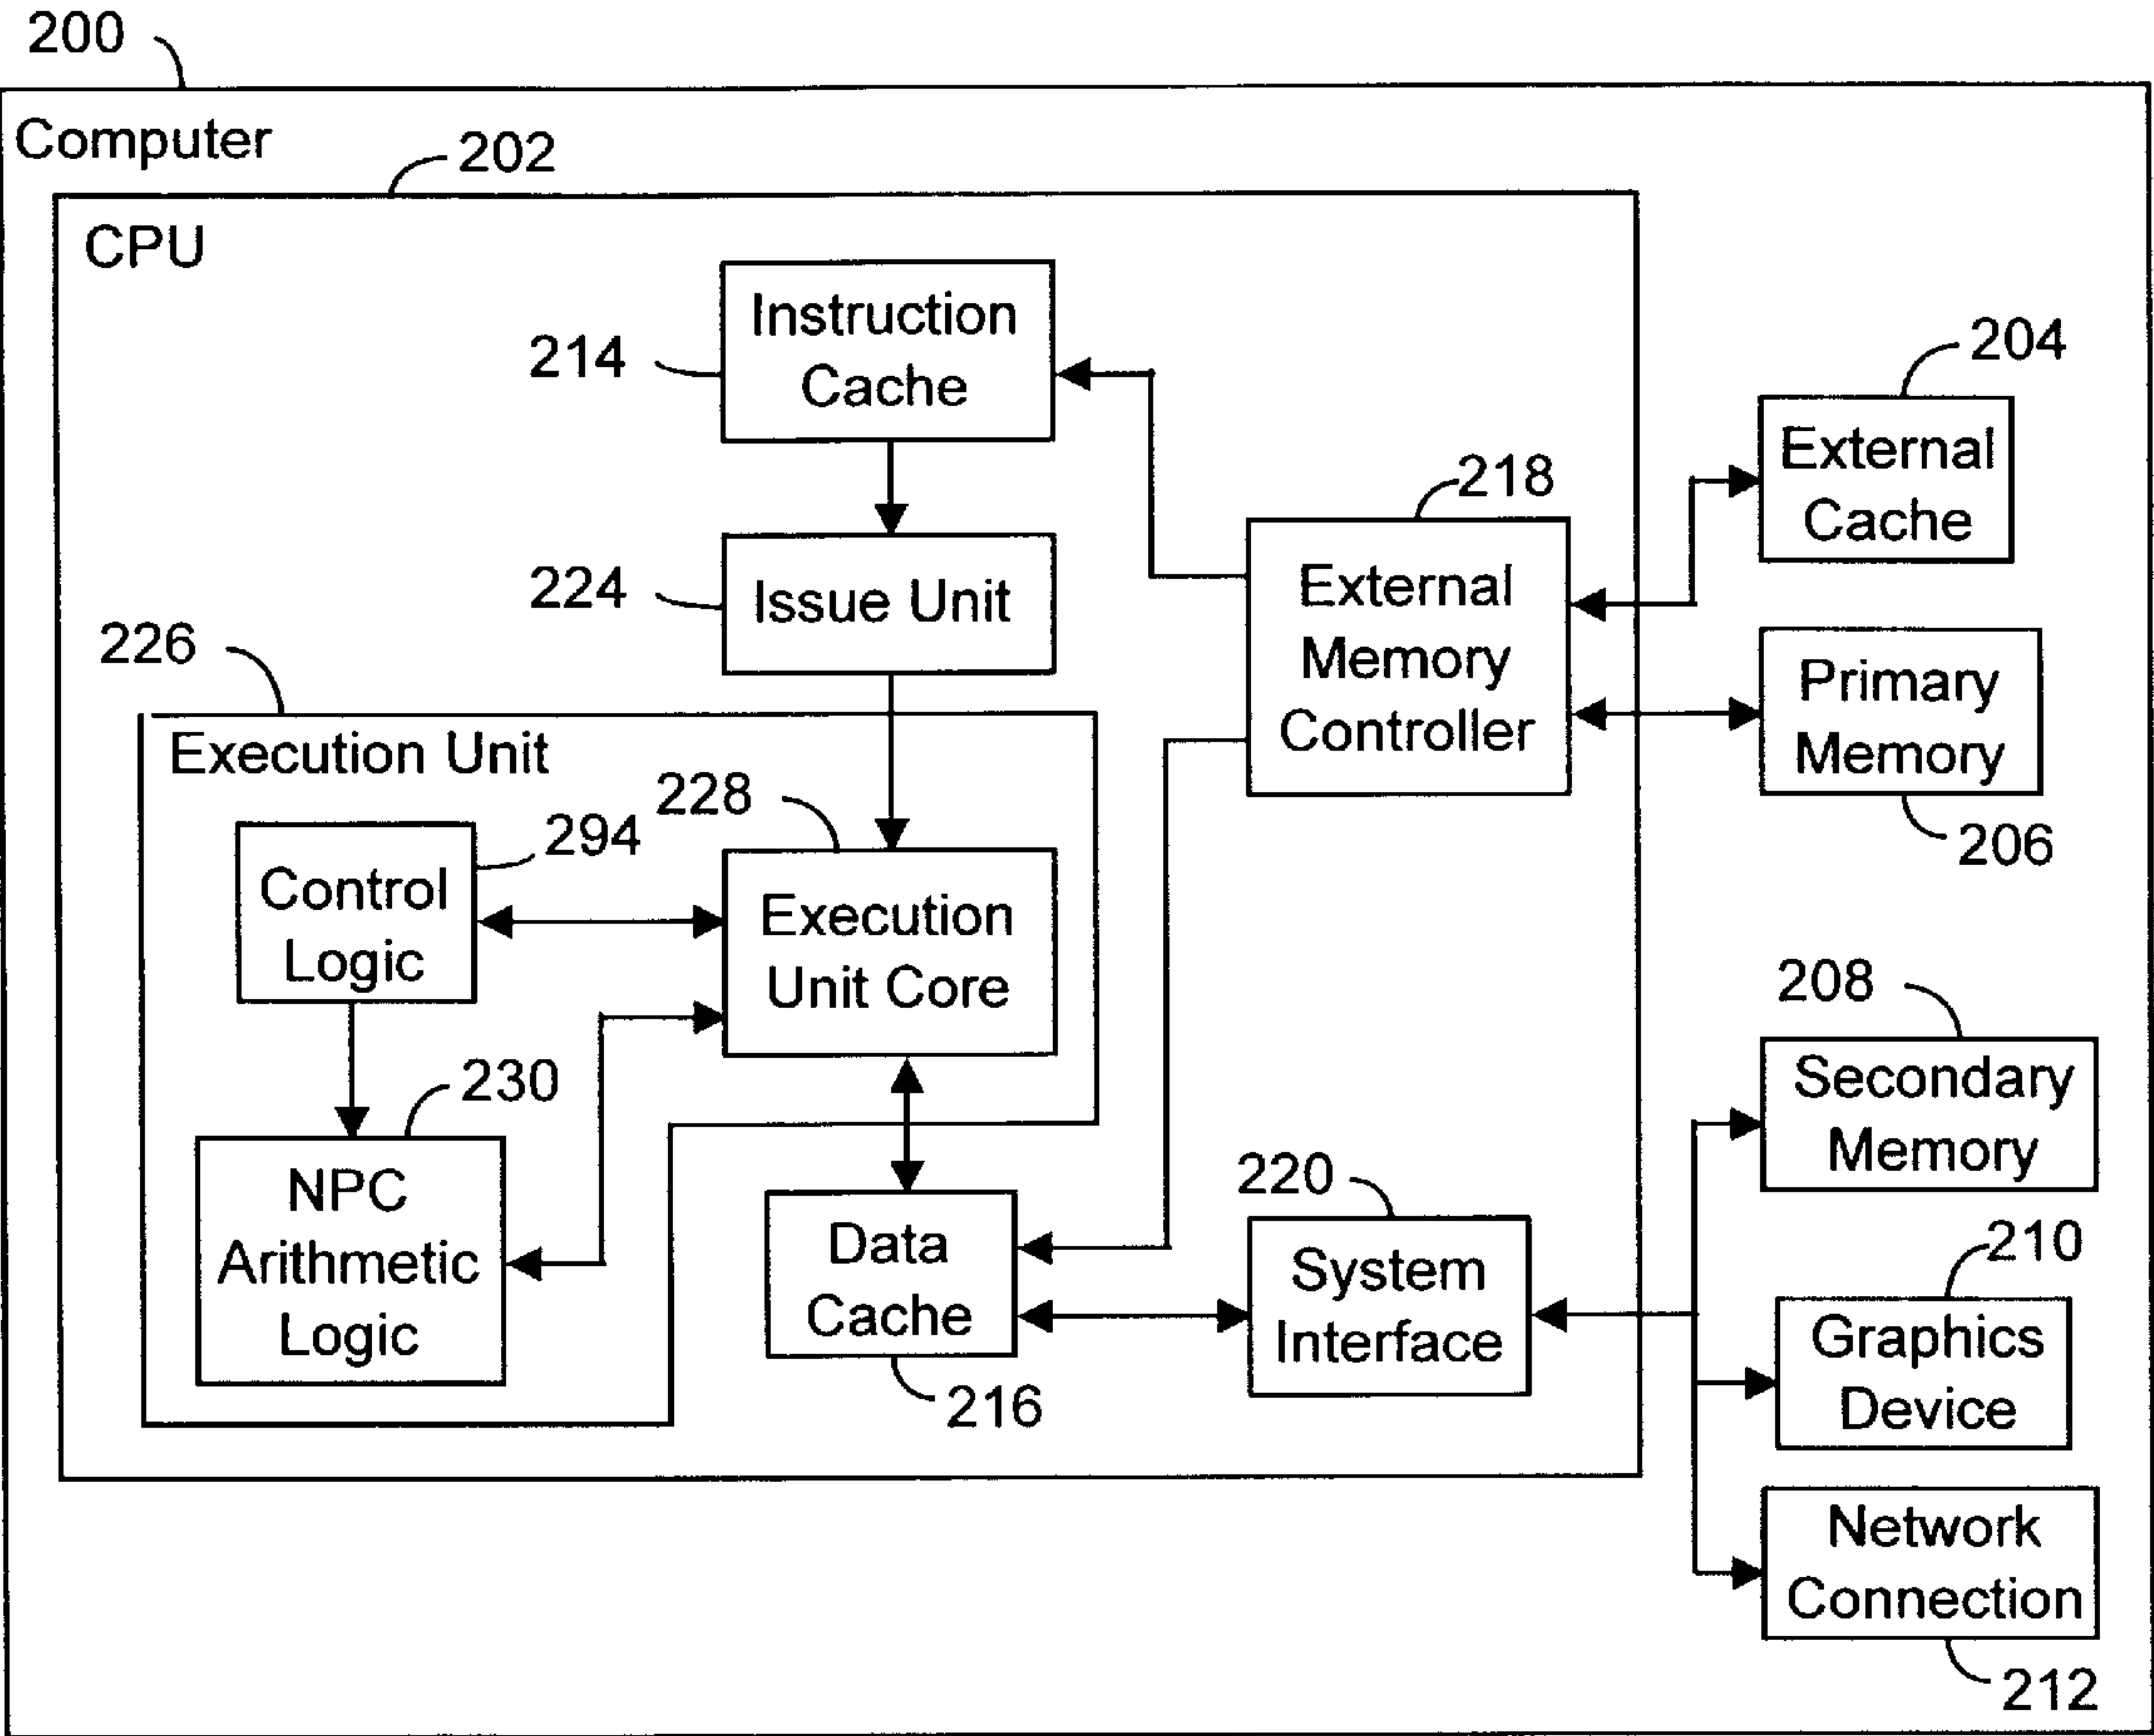 200
Computer
202
CPU
Instruction
Cache
214
204
External
Cache
218
External
Memory
Controller
224
Issue Unit
226
Primary
Memory
206
Execution Unit
228
294
Control
Logic
Execution
Unit Core
208
Secondary
Memory
230
NPC
Arithmetic
Logic
220
Data
Cache
216
System
Interface
210
Graphics
Device
Network
Connection
212